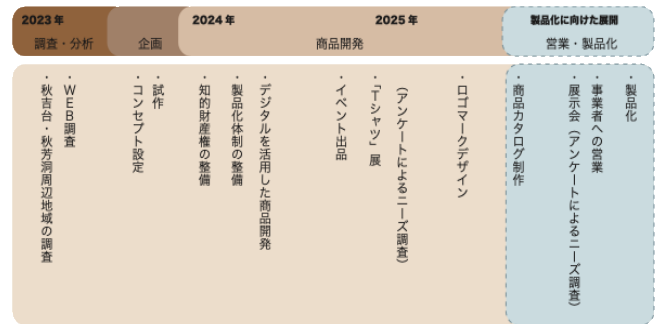 2023年
2024年
2025年
製品化に向けた展開
調査・分析
企画
商品開発
営業・製品化
・秋吉台・秋芳洞周辺地域の調査
・WEB調査
・コンセプト設定
・試作
・知的財産権の整備
・製品化体制の整備
・デジタルを活用した商品開発
・イベント出品
・「Tシャツ」展
（アンケートによるニーズ調査）
・ロゴマークデザイン
・商品カタログ制作
・展示会（アンケートによるニーズ調査）
・事業者への営業
・製品化